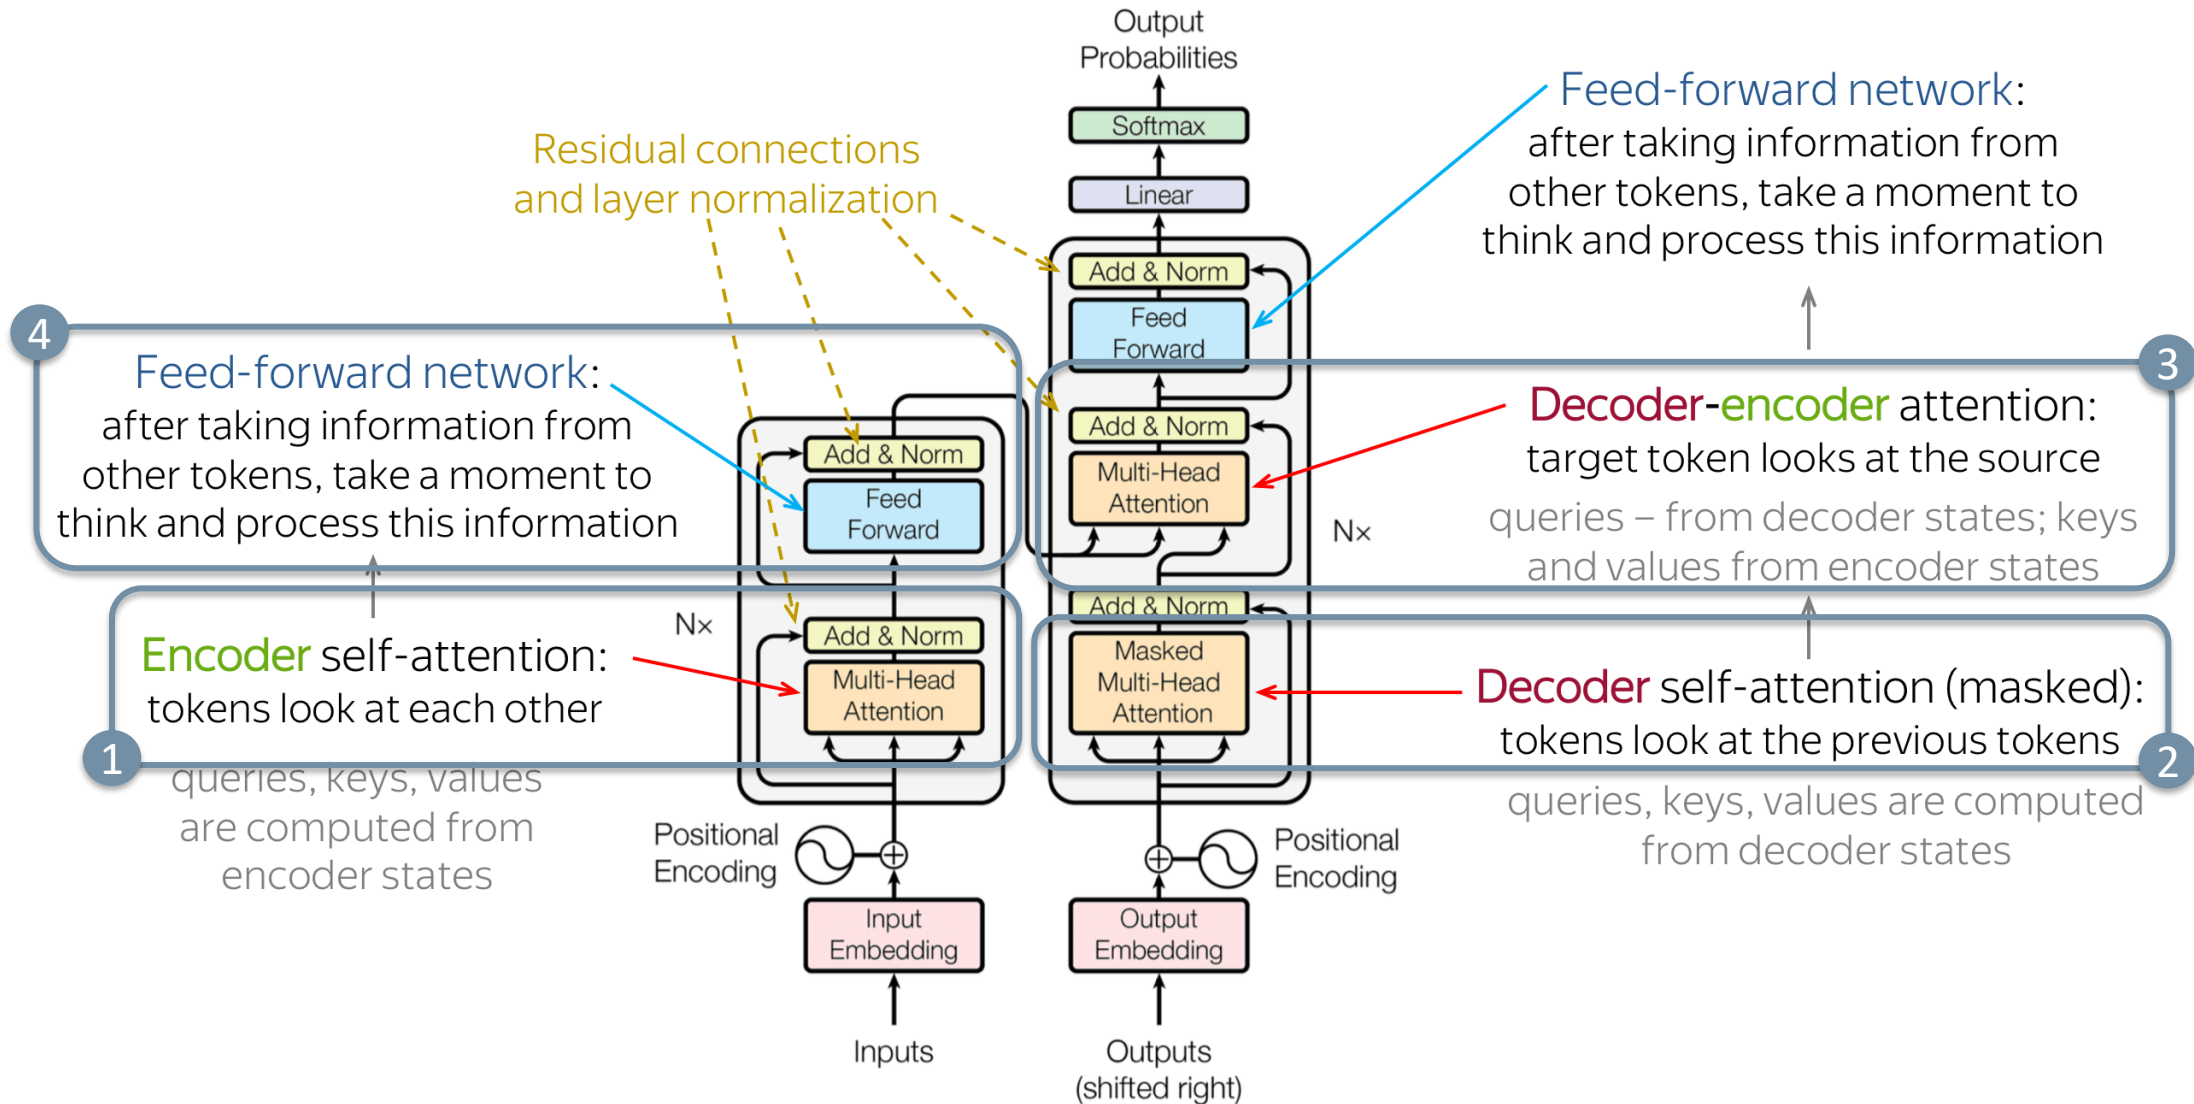 Output
Probabilities
Softmax
Linear
Add & Norm
Feed
Forward
Add & Norm
Multi-Head
Attention
Add & Norm
Masked
Multi-Head
Attention
N×
Positional
Encoding
Output
Embedding
Outputs
(shifted right)
Residual connections
and layer normalization
4
Feed-forward network:
after taking information from
other tokens, take a moment to
think and process this information
1
Encoder self-attention:
tokens look at each other
queries, keys, values
are computed from
encoder states
Add & Norm
Feed
Forward
N×
Add & Norm
Multi-Head
Attention
Positional
Encoding
Input
Embedding
Inputs
Feed-forward network:
after taking information from
other tokens, take a moment to
think and process this information
3
Decoder-encoder attention:
target token looks at the source
queries – from decoder states; keys
and values from encoder states
Decoder self-attention (masked):
tokens look at the previous tokens
2
queries, keys, values are computed
from decoder states